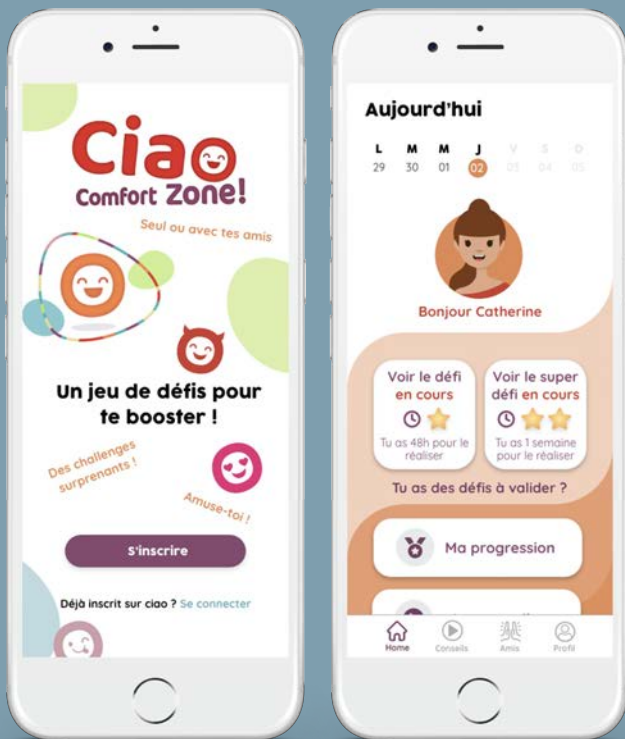 Ciao
Comfort Zone!
Seul ou avec tes amis
Un jeu de défis pour
te booster !
Des challenges
surprenants !
Amuse-toi !
S'inscrire
Déjà inscrit sur ciao ? Se connecter
Aujourd'hui
L M M J V S D
29 30 01 02 03 04 05
Bonjour Catherine
Voir le défi
en cours
Tu as 48h pour le
réaliser
Voir le super
défi en cours
Tu as 1 semaine
pour le réaliser
Tu as des défis à valider ?
Ma progression
Home Conseils Amis Profil